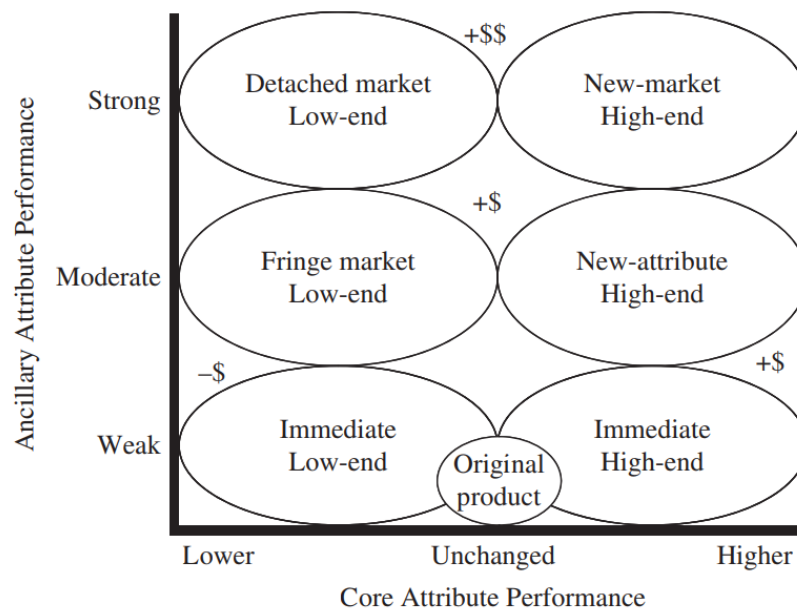 +$$
Strong
Detached market
Low-end
New-market
High-end
+$
Moderate
Fringe market
Low-end
New-attribute
High-end
–$
+$
Weak
Immediate
Low-end
Original
product
Immediate
High-end
Lower
Unchanged
Higher
Core Attribute Performance
Ancillary Attribute Performance